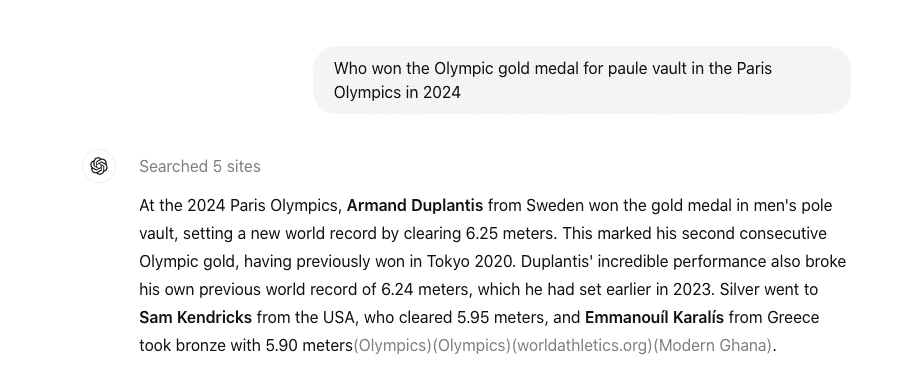 Who won the Olympic gold medal for paule vault in the Paris
Olympics in 2024
Searched 5 sites
At the 2024 Paris Olympics, Armand Duplantis from Sweden won the gold medal in men's pole
vault, setting a new world record by clearing 6.25 meters. This marked his second consecutive
Olympic gold, having previously won in Tokyo 2020. Duplantis' incredible performance also broke
his own previous world record of 6.24 meters, which he had set earlier in 2023. Silver went to
Sam Kendricks from the USA, who cleared 5.95 meters, and Emmanouíl Karalís from Greece
took bronze with 5.90 meters(Olympics)(Olympics)(worldathletics.org)(Modern Ghana).